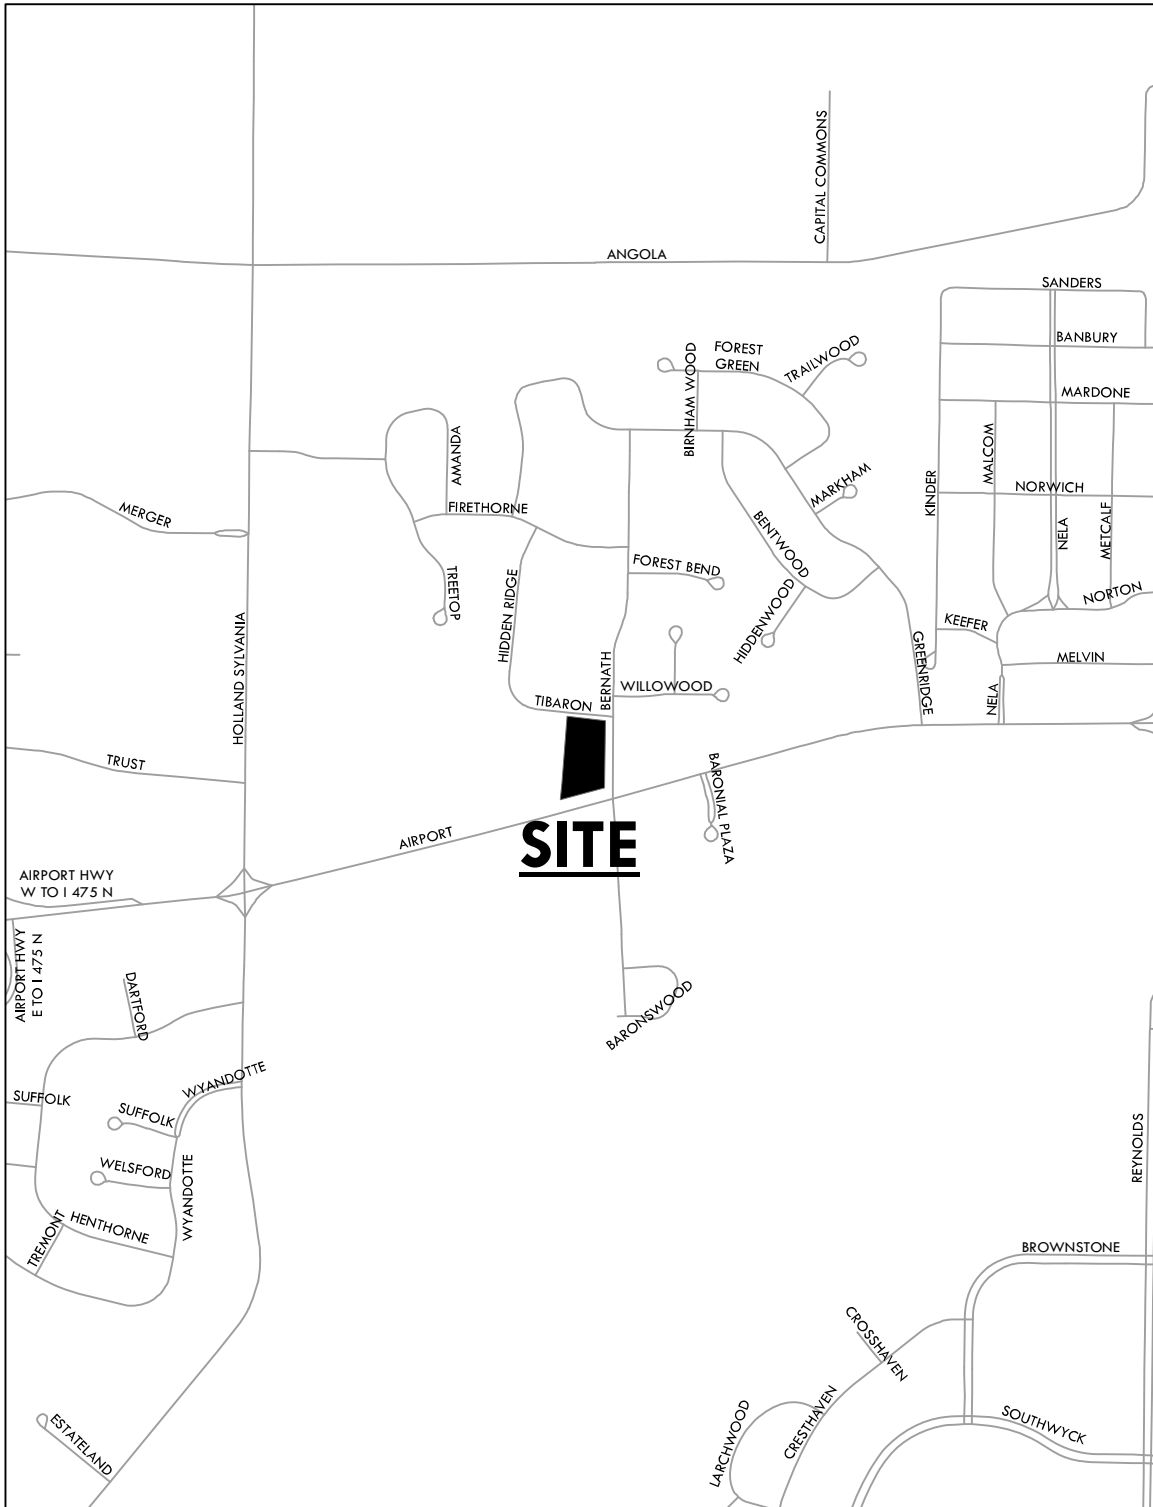 CAPITAL COMMONS
ANGOLA
SANDERS
BANBURY
FOREST
GREEN
TRAILWOOD
BIRNHAM WOOD
MARDONE
AMANDA
MALCOM
KINDER
MARKHAM
NORWICH
MERGER
FIRETHORNE
BENTWOOD
NELA
METCALF
FOREST BEND
TREETOP
HIDDEN RIDGE
HIDDENWOOD
NORTON
KEEFER
HOLLAND SYLVANIA
BERNATH
WILLOWOOD
GREENRIDGE
MELVIN
NELA
TIBARON
TRUST
BARONIAL PLAZA
AIRPORT
SITE
AIRPORT HWY
W TO I 475 N
AIRPORT HWY
E TO I 475 N
DARTFORD
BARONSWOOD
WYANDOTTE
SUFFOLK
SUFFOLK
REYNOLDS
WELSFORD
WYANDOTTE
HENTHORNE
TREMONT
BROWNSTONE
CROSSHAVEN
CRESTHAVEN
LARCHWOOD
SOUTHWYCK
ESTATELAND